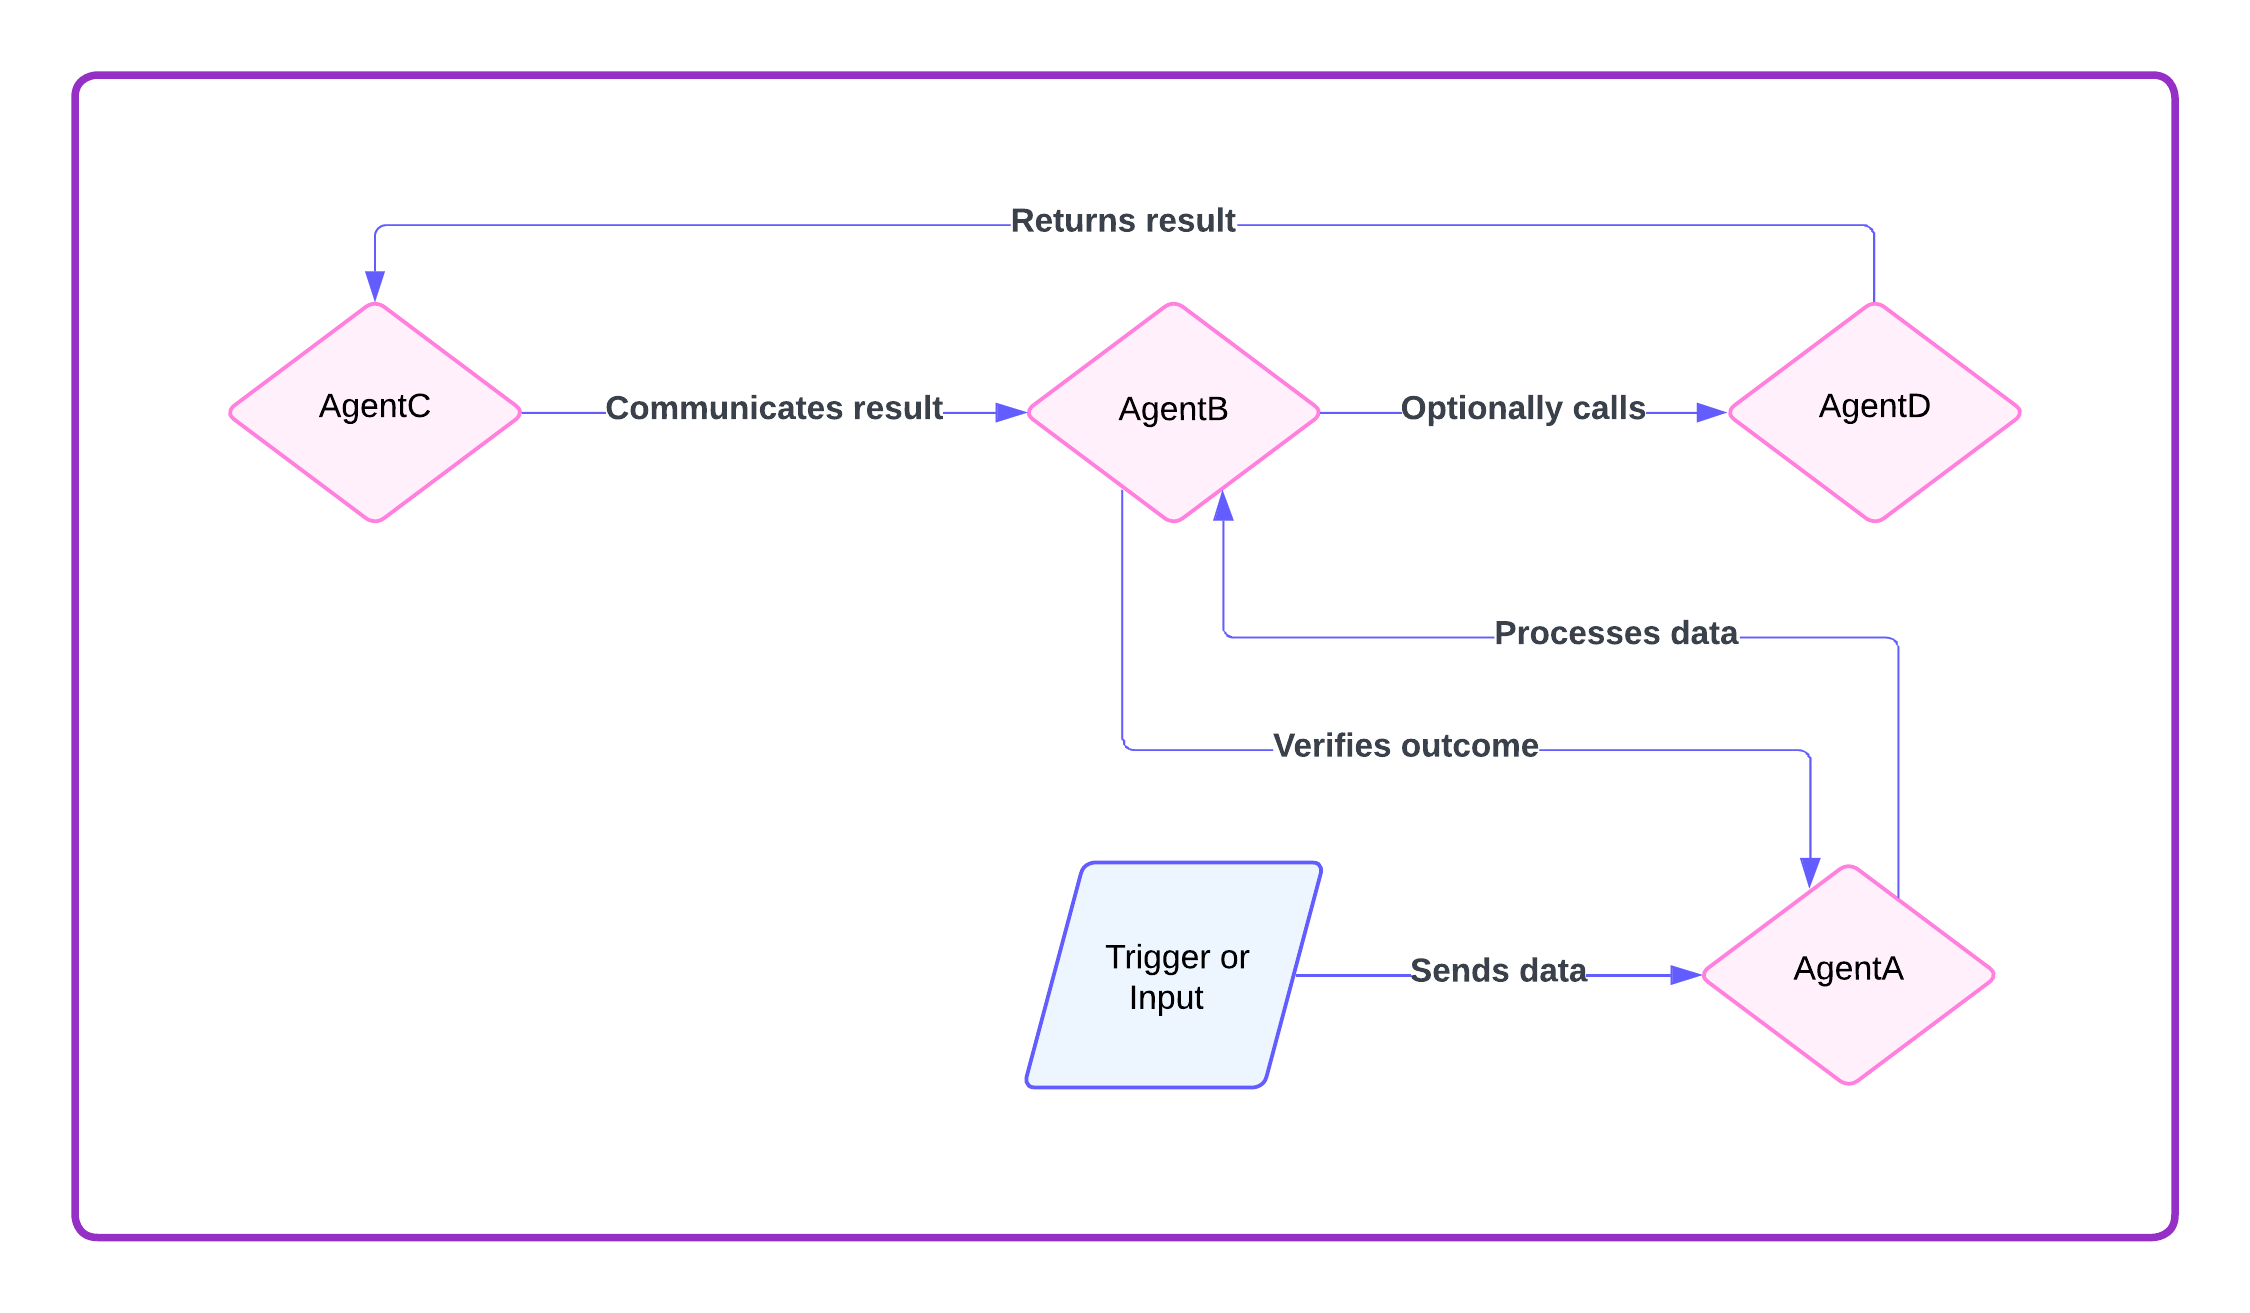 Returns result
AgentC
Communicates result
AgentB
Optionally calls
AgentD
Processes data
Verifies outcome
Trigger or
Input
Sends data
AgentA